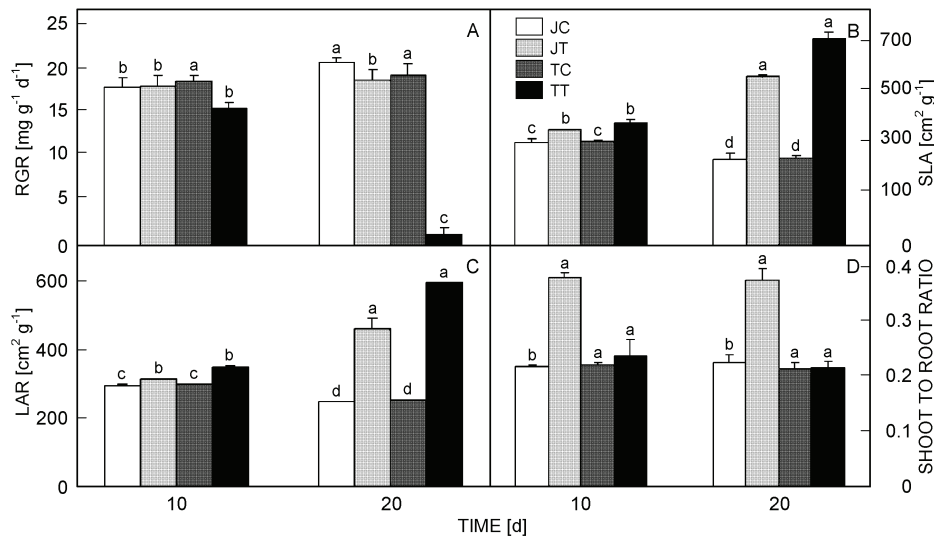 25
20
15
10
5
0
RGR [mg g-1 d-1]
A
b b a b
a b a c
JC
JT
TC
TT
B
c b c b
d a d a
700
500
300
100
0
SLA [cm2 g-1]
600
400
200
0
LAR [cm2 g-1]
C
c b c b
d a d a
D
b a a a
b a a a
0.4
0.3
0.2
0.1
0
SHOOT TO ROOT RATIO
10 20 10 20
TIME [d]